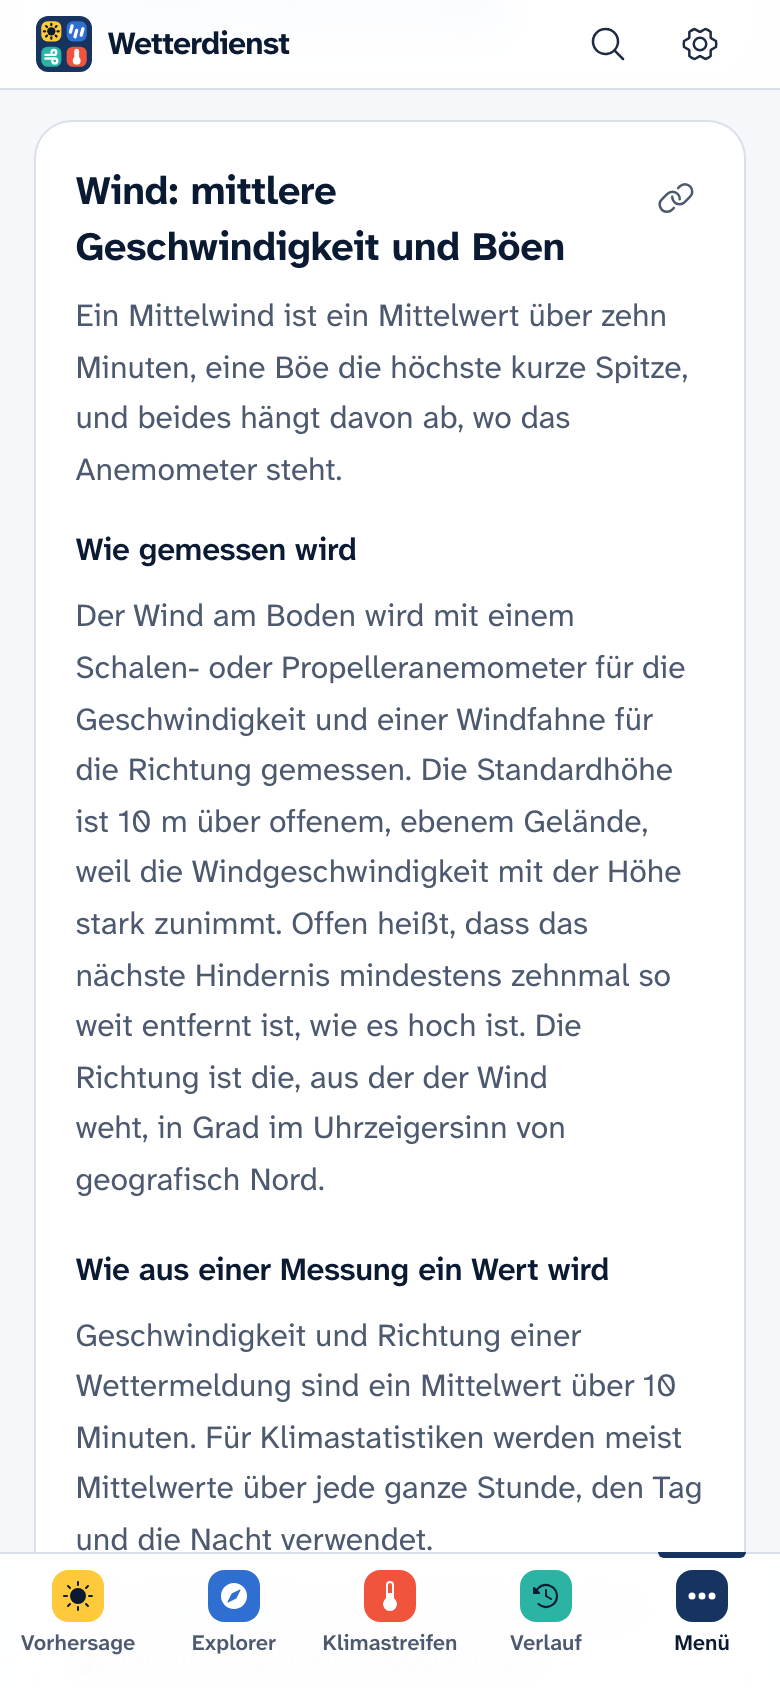 Wetterdienst
Wind: mittlere
Geschwindigkeit und Böen
Ein Mittelwind ist ein Mittelwert über zehn
Minuten, eine Böe die höchste kurze Spitze,
und beides hängt davon ab, wo das
Anemometer steht.
Wie gemessen wird
Der Wind am Boden wird mit einem
Schalen- oder Propelleranemometer für die
Geschwindigkeit und einer Windfahne für
die Richtung gemessen. Die Standardhöhe
ist 10 m über offenem, ebenem Gelände,
weil die Windgeschwindigkeit mit der Höhe
stark zunimmt. Offen heißt, dass das
nächste Hindernis mindestens zehnmal so
weit entfernt ist, wie es hoch ist. Die
Richtung ist die, aus der der Wind
weht, in Grad im Uhrzeigersinn von
geografisch Nord.
Wie aus einer Messung ein Wert wird
Geschwindigkeit und Richtung einer
Wettermeldung sind ein Mittelwert über 10
Minuten. Für Klimastatistiken werden meist
Mittelwerte über jede ganze Stunde, den Tag
und die Nacht verwendet.
Vorhersage
Explorer
Klimastreifen
Verlauf
Menü